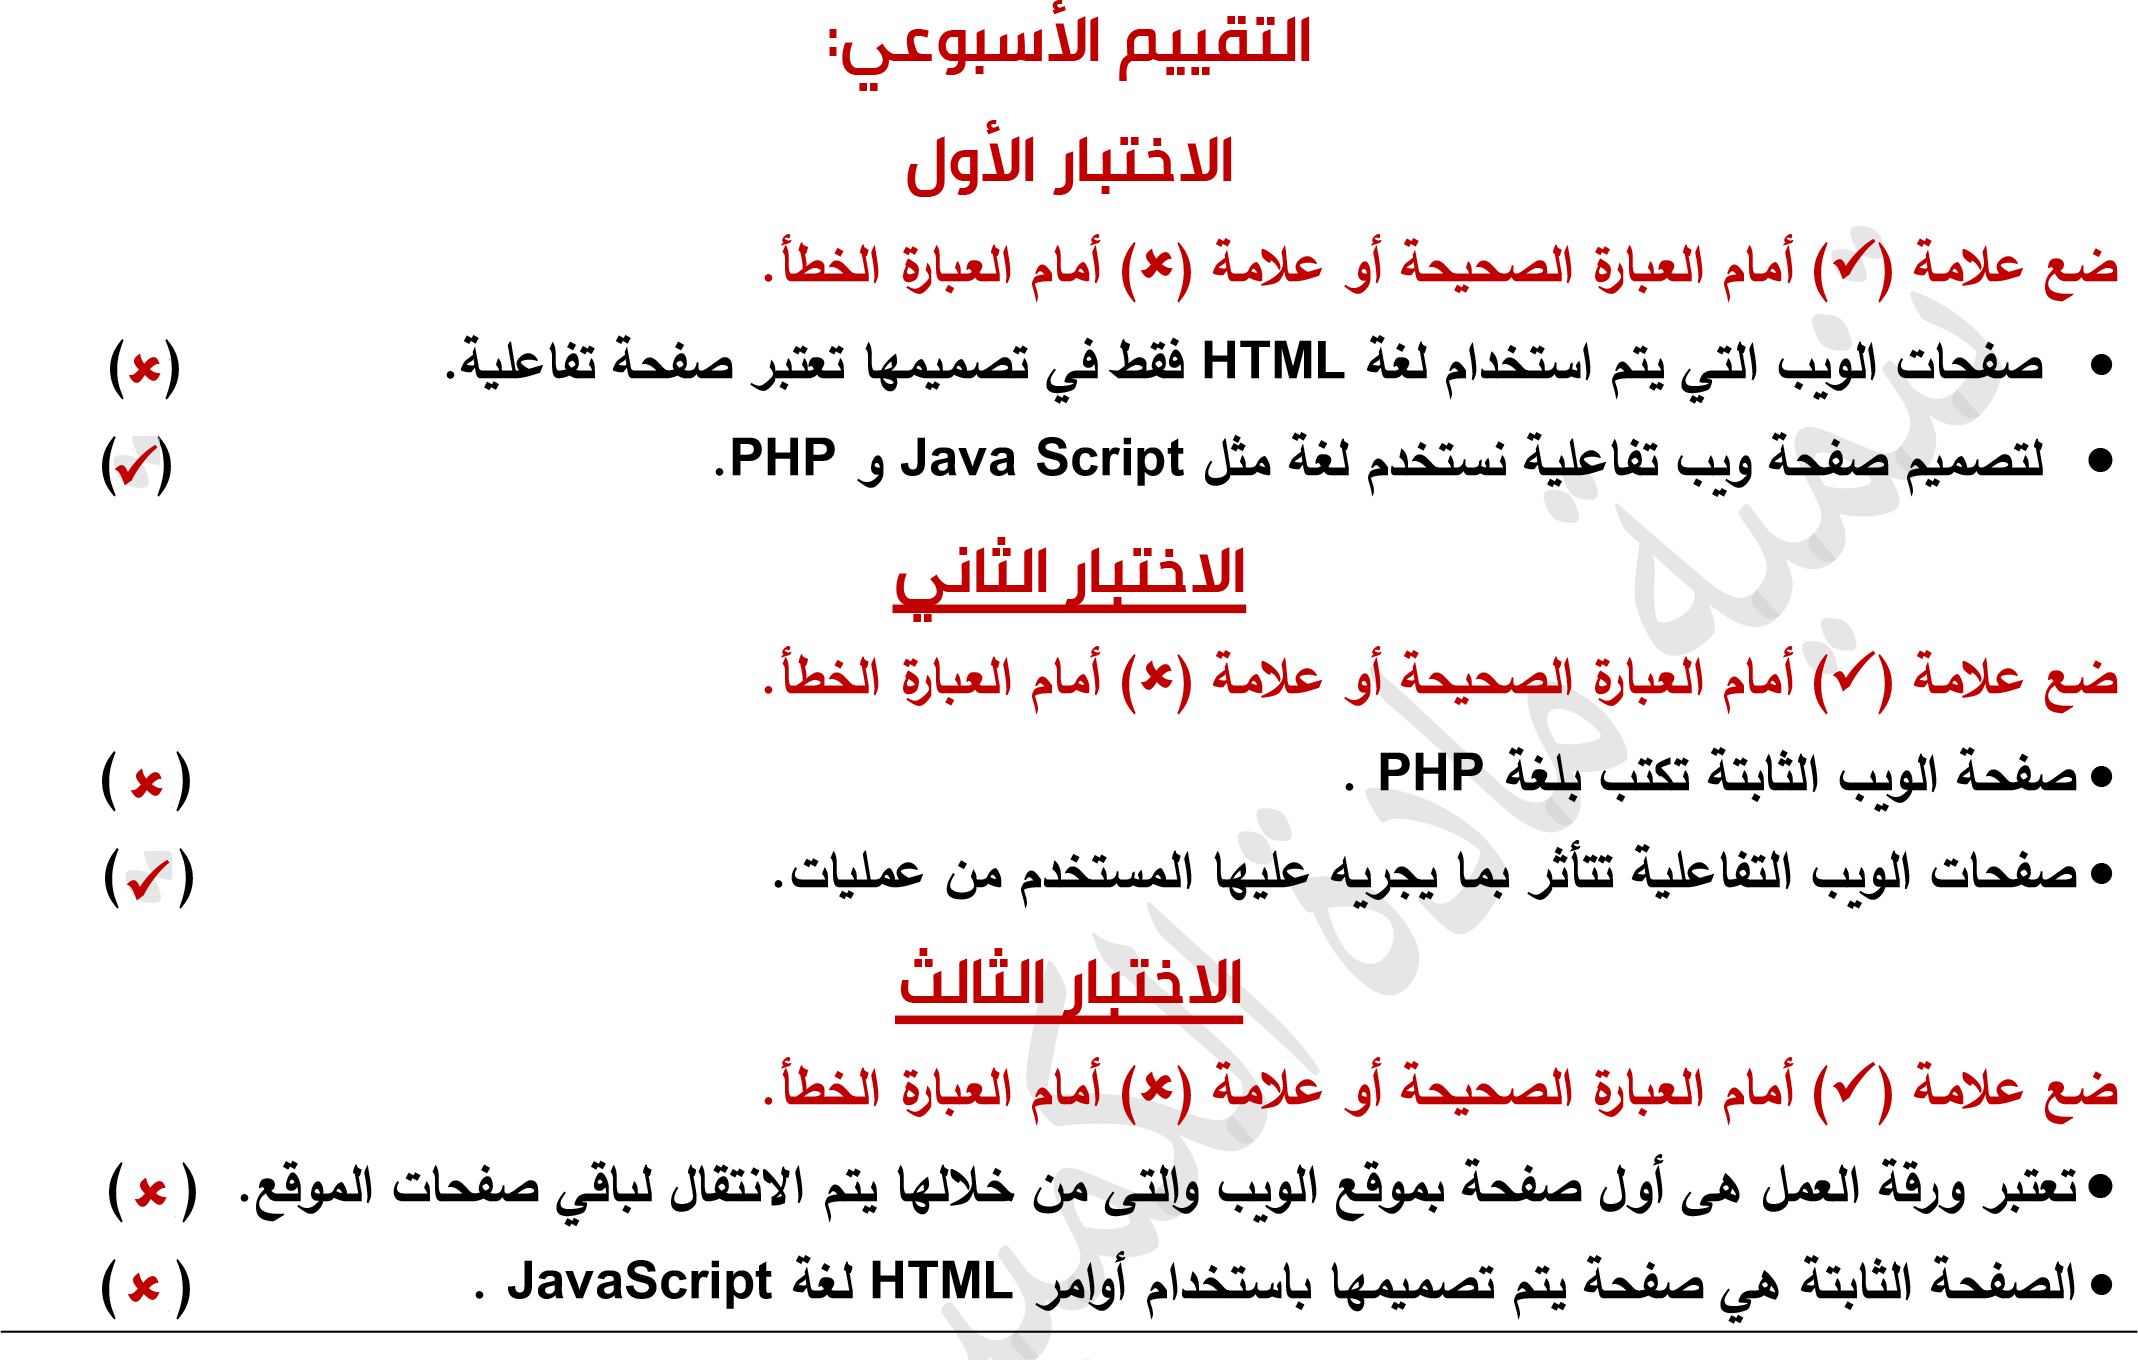 التقييم الأسبوعي:
الاختبار الأول
ضع علامة (✓) أمام العبارة الصحيحة أو علامة (✗) أمام العبارة الخطأ.
• صفحات الويب التي يتم استخدام لغة HTML فقط في تصميمها تعتبر صفحة تفاعلية. (✗)
• لتصميم صفحة ويب تفاعلية نستخدم لغة مثل Java Script و PHP. (✓)
الاختبار الثاني
ضع علامة (✓) أمام العبارة الصحيحة أو علامة (✗) أمام العبارة الخطأ.
• صفحة الويب الثابتة تكتب بلغة PHP . (✗)
• صفحات الويب التفاعلية تتأثر بما يجريه عليها المستخدم من عمليات. (✓)
الاختبار الثالث
ضع علامة (✓) أمام العبارة الصحيحة أو علامة (✗) أمام العبارة الخطأ.
• تعتبر ورقة العمل هى أول صفحة بموقع الويب والتى من خلالها يتم الانتقال لباقي صفحات الموقع. (✗)
• الصفحة الثابتة هي صفحة يتم تصميمها باستخدام أوامر HTML لغة JavaScript . (✗)
تنمية مادة